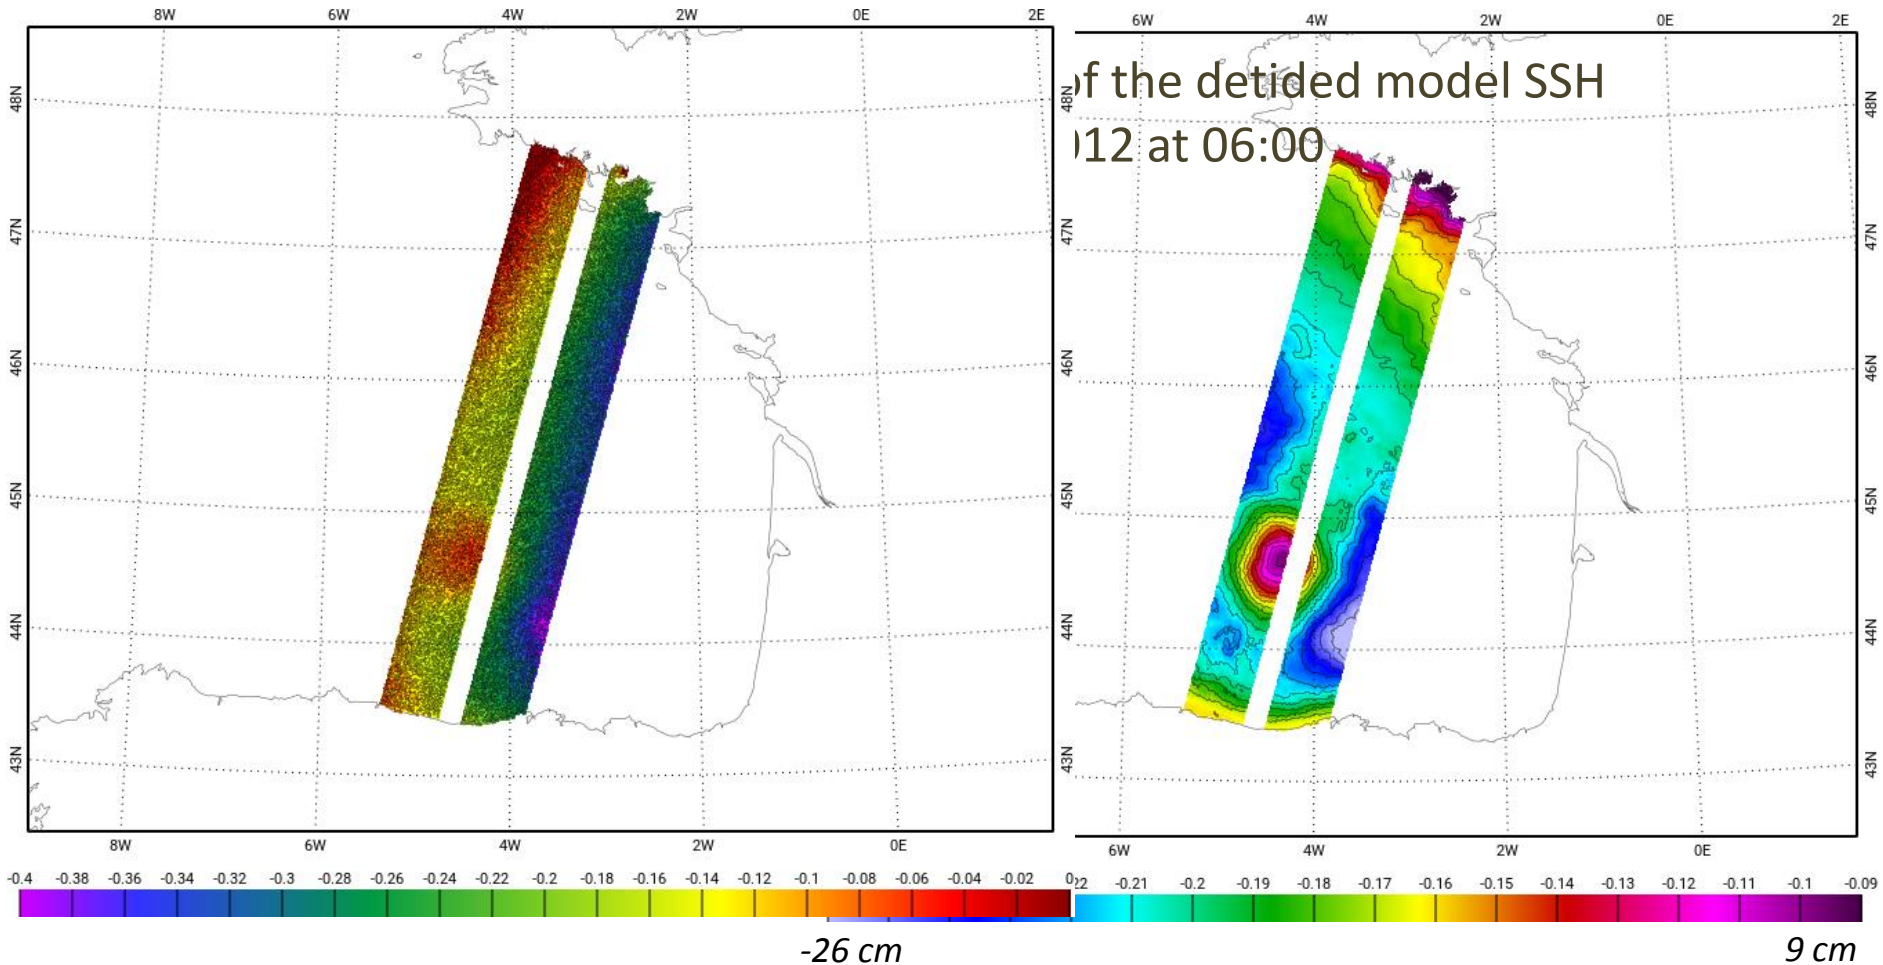 8W 6W 4W 2W 0E 2E
6W 4W 2W 0E 2E
of the detided model SSH
012 at 06:00
48N 48N 48N
47N 47N 47N
46N 46N 46N
45N 45N 45N
44N 44N 44N
43N 43N 43N
8W 6W 4W 2W 0E
6W 4W 2W 0E
-0.4 -0.38 -0.36 -0.34 -0.32 -0.3 -0.28 -0.26 -0.24 -0.22 -0.2 -0.18 -0.16 -0.14 -0.12 -0.1 -0.08 -0.06 -0.04 -0.02 0
22 -0.21 -0.2 -0.19 -0.18 -0.17 -0.16 -0.15 -0.14 -0.13 -0.12 -0.11 -0.1 -0.09
-26 cm
9 cm